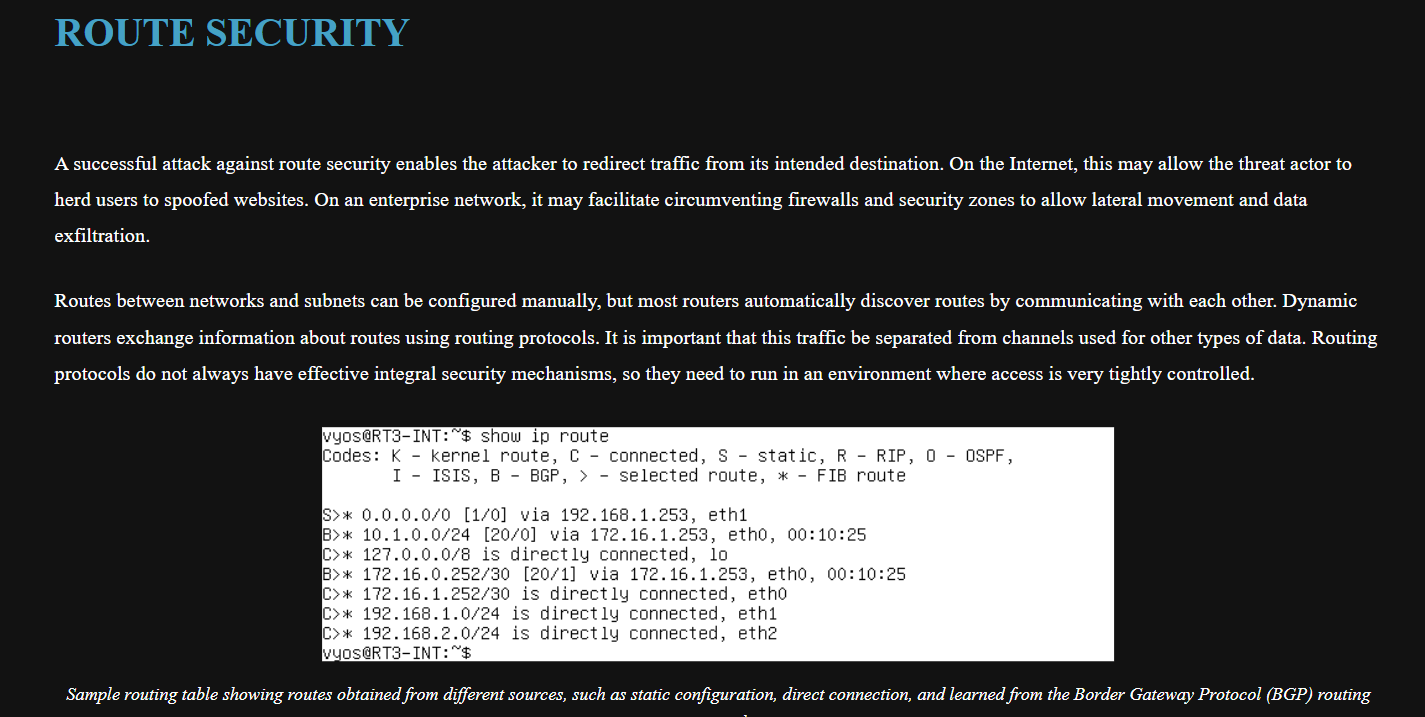 ROUTE SECURITY
A successful attack against route security enables the attacker to redirect traffic from its intended destination. On the Internet, this may allow the threat actor to
herd users to spoofed websites. On an enterprise network, it may facilitate circumventing firewalls and security zones to allow lateral movement and data
exfiltration.
Routes between networks and subnets can be configured manually, but most routers automatically discover routes by communicating with each other. Dynamic
routers exchange information about routes using routing protocols. It is important that this traffic be separated from channels used for other types of data. Routing
protocols do not always have effective integral security mechanisms, so they need to run in an environment where access is very tightly controlled.
vyos@RT3-INT:~$ show ip route
Codes: K - kernel route, C - connected, S - static, R - RIP, O - OSPF,
       I - ISIS, B - BGP, > - selected route, * - FIB route
S>* 0.0.0.0/0 [1/0] via 192.168.1.253, eth1
B>* 10.1.0.0/24 [20/0] via 172.16.1.253, eth0, 00:10:25
C>* 127.0.0.0/8 is directly connected, lo
B>* 172.16.0.252/30 [20/1] via 172.16.1.253, eth0, 00:10:25
C>* 172.16.1.252/30 is directly connected, eth0
C>* 192.168.1.0/24 is directly connected, eth1
C>* 192.168.2.0/24 is directly connected, eth2
vyos@RT3-INT:~$
Sample routing table showing routes obtained from different sources, such as static configuration, direct connection, and learned from the Border Gateway Protocol (BGP) routing